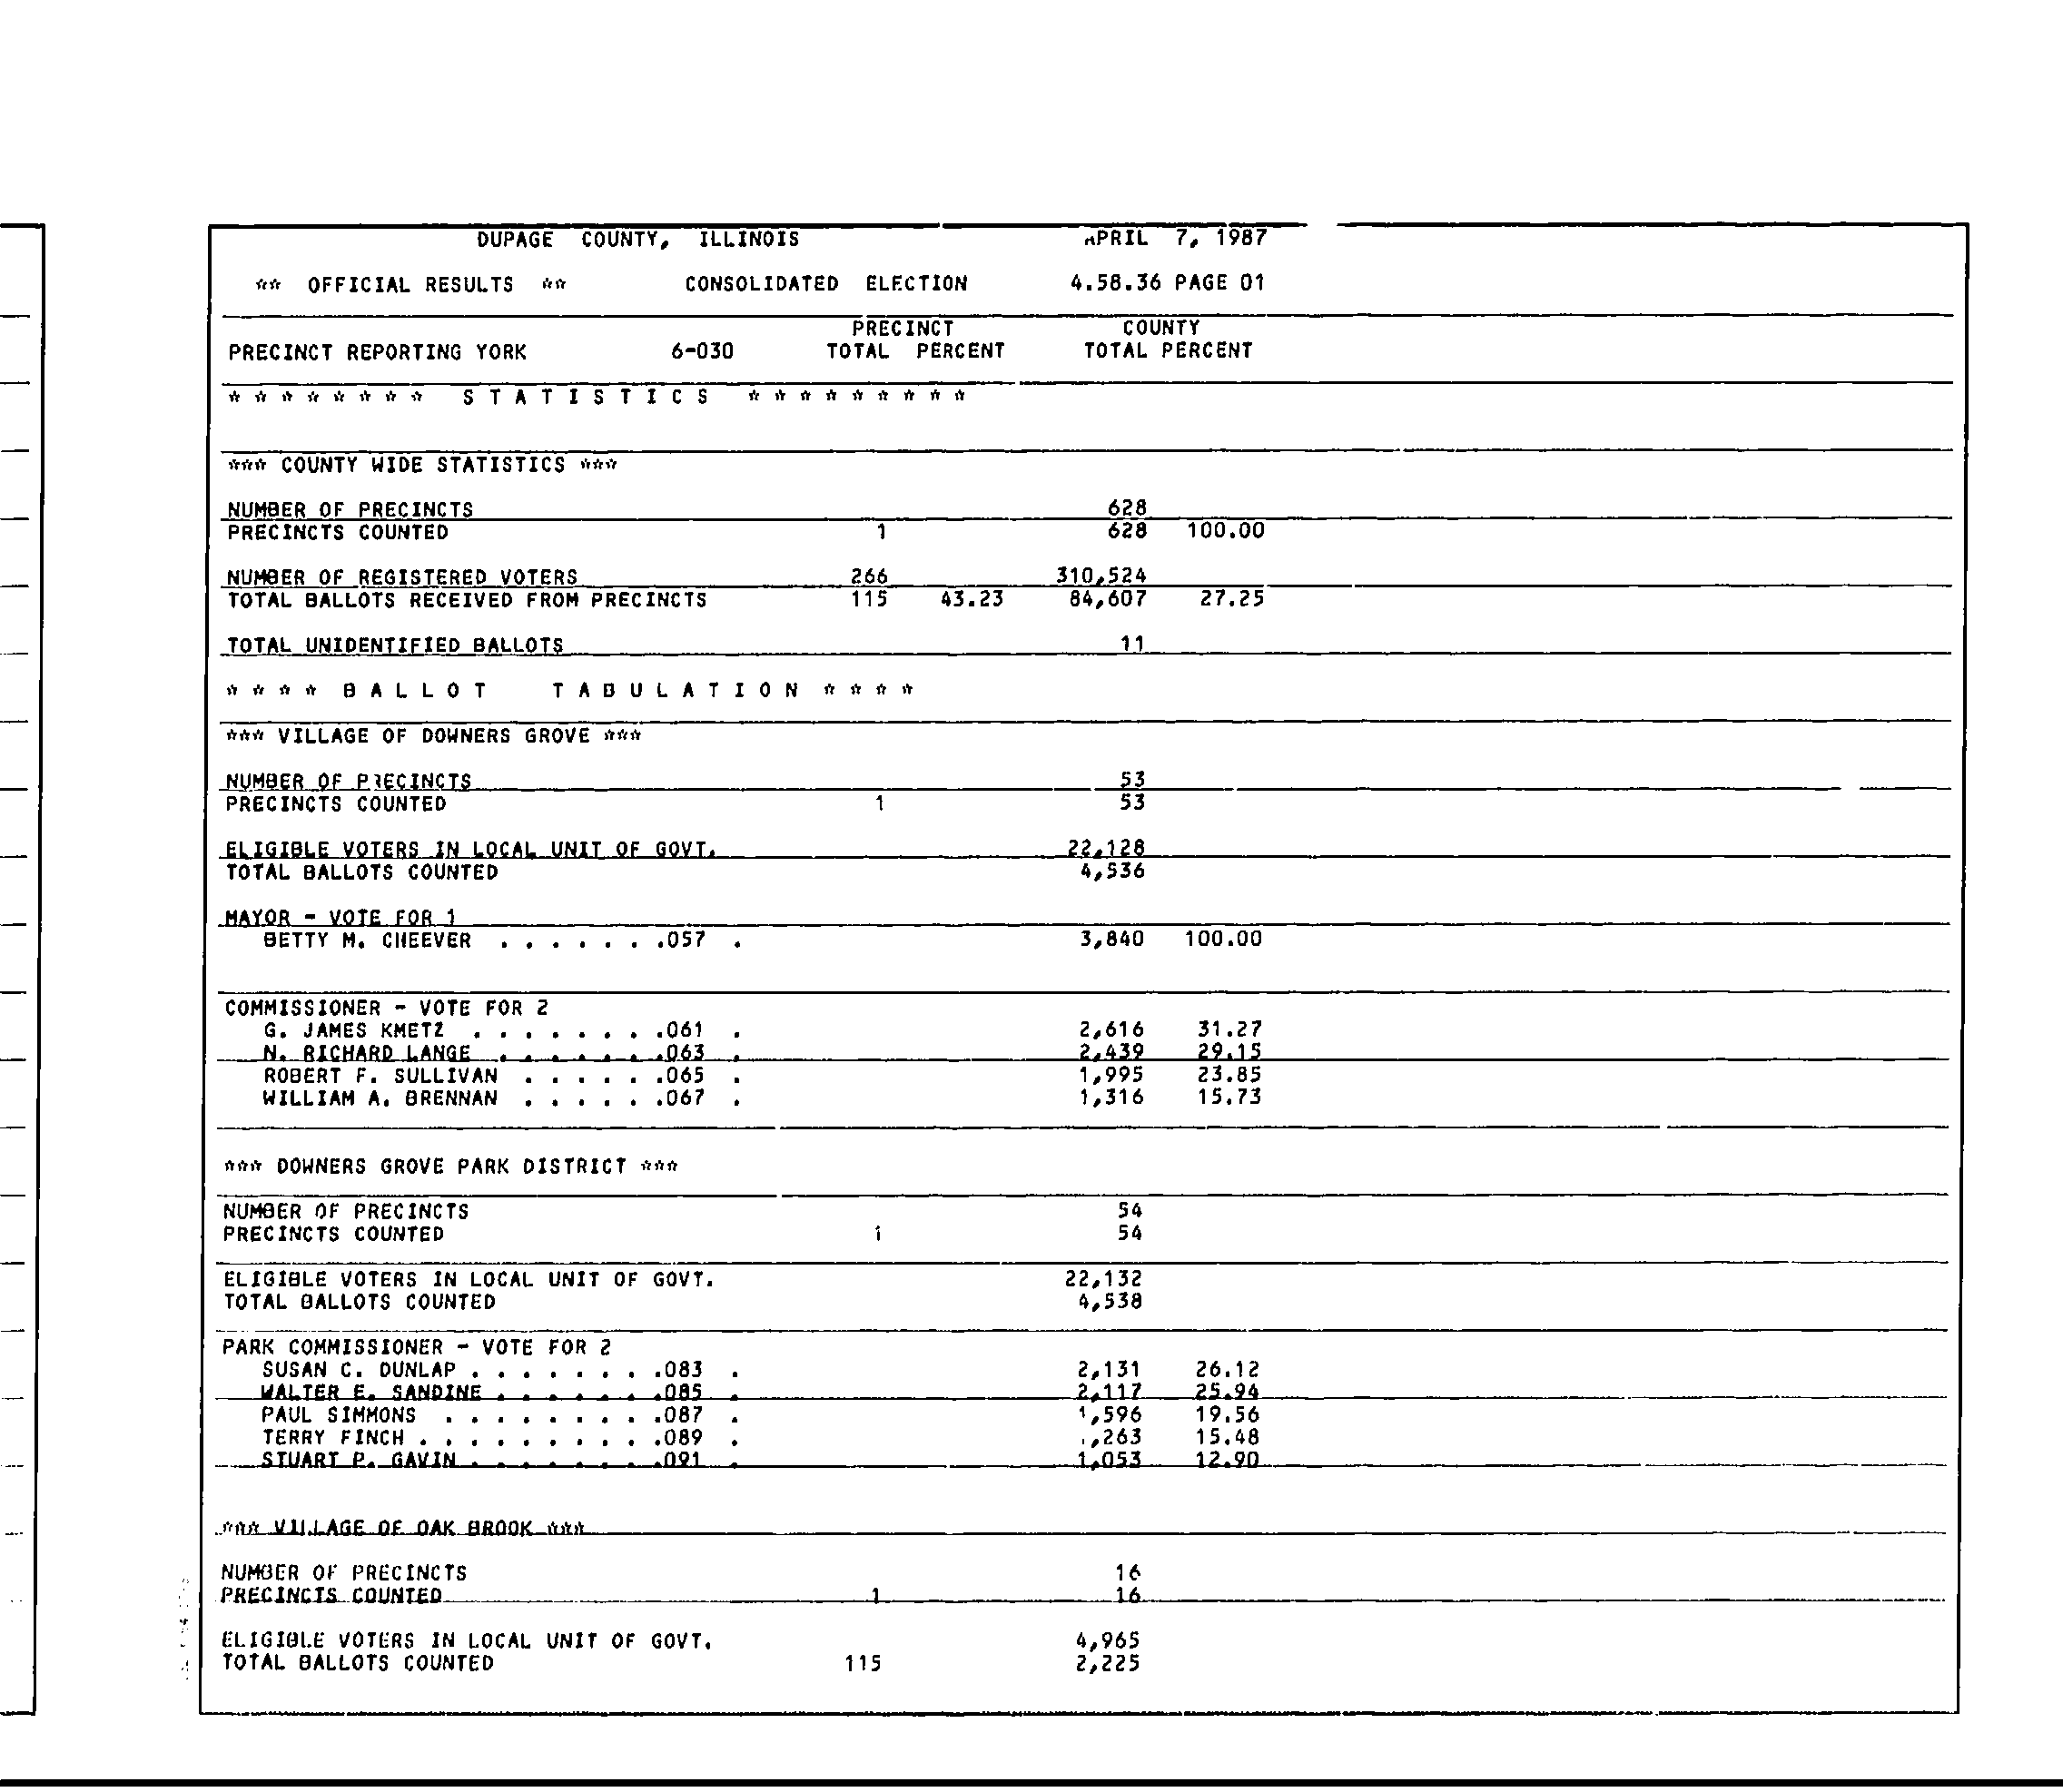 DUPAGE COUNTY, ILLINOIS APRIL 7, 1987
** OFFICIAL RESULTS ** CONSOLIDATED ELECTION 4.58.36 PAGE 01
PRECINCT COUNTY
PRECINCT REPORTING YORK 6-030 TOTAL PERCENT TOTAL PERCENT
* * * * * * * * S T A T I S T I C S * * * * * * * * *
*** COUNTY WIDE STATISTICS ***
NUMBER OF PRECINCTS 628
PRECINCTS COUNTED 1 628 100.00
NUMBER OF REGISTERED VOTERS 266 310,524
TOTAL BALLOTS RECEIVED FROM PRECINCTS 115 43.23 84,607 27.25
TOTAL UNIDENTIFIED BALLOTS 11
* * * * B A L L O T T A B U L A T I O N * * * *
*** VILLAGE OF DOWNERS GROVE ***
NUMBER OF PRECINCTS 53
PRECINCTS COUNTED 1 53
ELIGIBLE VOTERS IN LOCAL UNIT OF GOVT. 22,128
TOTAL BALLOTS COUNTED 4,536
MAYOR - VOTE FOR 1
BETTY M. CHEEVER . . . . . . .057 . 3,840 100.00
COMMISSIONER - VOTE FOR 2
G. JAMES KMETZ . . . . . . . .061 . 2,616 31.27
N. RICHARD LANGE . . . . . . .063 . 2,439 29.15
ROBERT F. SULLIVAN . . . . . .065 . 1,995 23.85
WILLIAM A. BRENNAN . . . . . .067 . 1,316 15.73
*** DOWNERS GROVE PARK DISTRICT ***
NUMBER OF PRECINCTS 54
PRECINCTS COUNTED 1 54
ELIGIBLE VOTERS IN LOCAL UNIT OF GOVT. 22,132
TOTAL BALLOTS COUNTED 4,538
PARK COMMISSIONER - VOTE FOR 2
SUSAN C. DUNLAP . . . . . . . .083 . 2,131 26.12
WALTER E. SANDINE . . . . . . .085 . 2,117 25.94
PAUL SIMMONS . . . . . . . . .087 . 1,596 19.56
TERRY FINCH . . . . . . . . . .089 . 1,263 15.48
STUART P. GAVIN . . . . . . . .091 . 1,053 12.90
*** VILLAGE OF OAK BROOK ***
NUMBER OF PRECINCTS 16
PRECINCTS COUNTED 1 16
ELIGIBLE VOTERS IN LOCAL UNIT OF GOVT. 4,965
TOTAL BALLOTS COUNTED 115 2,225